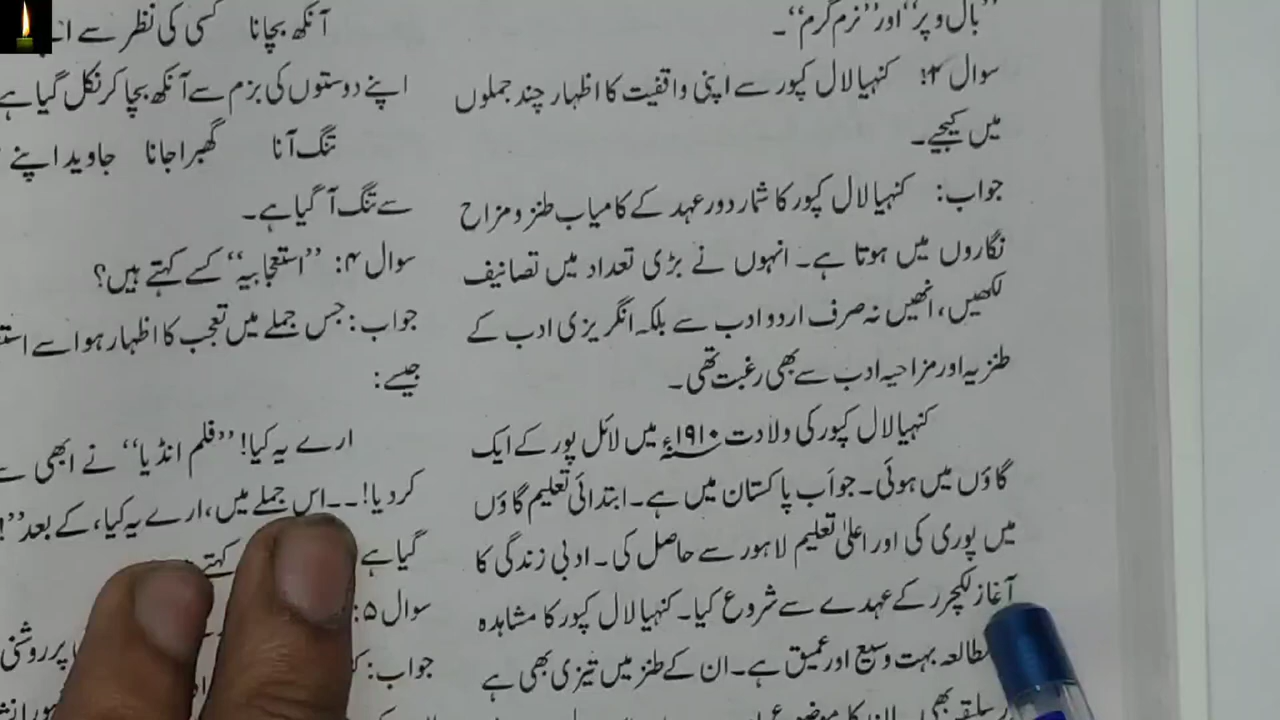 ”بال و پر“ اور ”نرم گرم“۔
سوال ۲: کنہیا لال کپور سے اپنی واقفیت کا اظہار چند جملوں
میں کیجیے۔
جواب: کنہیا لال کپور کا شمار دور عہد کے کامیاب طنز و مزاح
نگاروں میں ہوتا ہے۔ انہوں نے بڑی تعداد میں تصانیف
لکھیں، انھیں نہ صرف اردو ادب سے بلکہ انگریزی ادب کے
طنزیہ اور مزاحیہ ادب سے بھی رغبت تھی۔
کنہیا لال کپور کی ولادت ۱۹۱۰ء میں لائل پور کے ایک
گاؤں میں ہوئی۔ جو اَب پاکستان میں ہے۔ ابتدائی تعلیم گاؤں
میں پوری کی اور اعلیٰ تعلیم لاہور سے حاصل کی۔ ادبی زندگی کا
آغاز لکچرر کے عہدے سے شروع کیا۔ کنہیا لال کپور کا مشاہدہ
مطالعہ بہت وسیع اور عمیق ہے۔ ان کے طنز میں تیزی بھی ہے
آنکھ بچانا کسی کی نظر سے
اپنے دوستوں کی بزم سے آنکھ بچا کر نکل گیا ہے
تنگ آنا گھبرا جانا جاوید اپنے
سے تنگ آ گیا ہے۔
سوال ۴: ”استعجابیہ“ کسے کہتے ہیں؟
جواب: جس جملے میں تعجب کا اظہار ہو اسے
جیسے:
ارے یہ کیا! ”فلم انڈیا“ نے ابھی سے
کر دیا!۔۔ اس جملے میں، ارے یہ کیا، کے بعد ”!
گیا ہے کہتے
سوال ۵:
جواب: پر روشنی